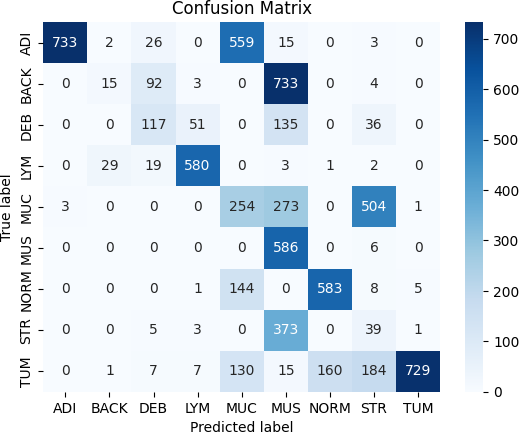 Confusion Matrix
True label
ADI 733 2 26 0 559 15 0 3 0
BACK 0 15 92 3 0 733 0 4 0
DEB 0 0 117 51 0 135 0 36 0
LYM 0 29 19 580 0 3 1 2 0
MUC 3 0 0 0 254 273 0 504 1
MUS 0 0 0 0 0 586 0 6 0
NORM 0 0 0 1 144 0 583 8 5
STR 0 0 5 3 0 373 0 39 1
TUM 0 1 7 7 130 15 160 184 729
ADI BACK DEB LYM MUC MUS NORM STR TUM
Predicted label
700
600
500
400
300
200
100
0